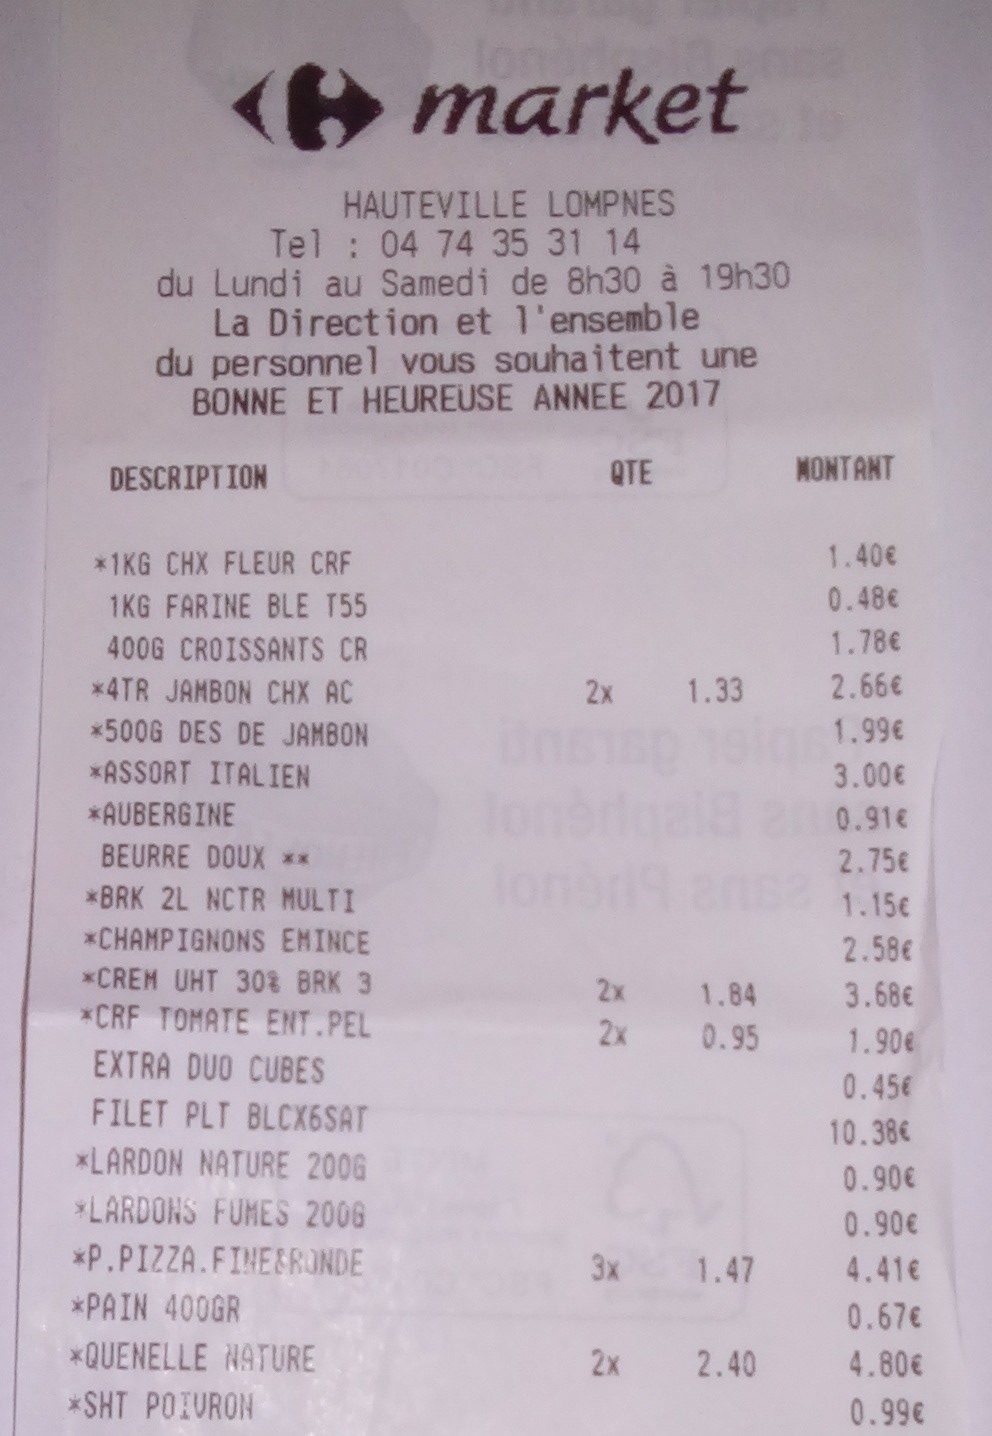 market
HAUTEVILLE LOMPNES
Tel : 04 74 35 31 14
du Lundi au Samedi de 8h30 à 19h30
La Direction et l'ensemble
du personnel vous souhaitent une
BONNE ET HEUREUSE ANNEE 2017
DESCRIPTION QTE MONTANT
*1KG CHX FLEUR CRF 1.40€
1KG FARINE BLE T55 0.48€
400G CROISSANTS CR 1.78€
*4TR JAMBON CHX AC 2x 1.33 2.66€
*500G DES DE JAMBON 1.99€
*ASSORT ITALIEN 3.00€
*AUBERGINE 0.91€
BEURRE DOUX ** 2.75€
*BRK 2L NCTR MULTI 1.15€
*CHAMPIGNONS EMINCE 2.58€
*CREM UHT 30% BRK 3 2x 1.84 3.68€
*CRF TOMATE ENT.PEL 2x 0.95 1.90€
EXTRA DUO CUBES 0.45€
FILET PLT BLCX6SAT 10.38€
*LARDON NATURE 200G 0.90€
*LARDONS FUMES 200G 0.90€
*P.PIZZA.FINE&RONDE 3x 1.47 4.41€
*PAIN 400GR 0.67€
*QUENELLE NATURE 2x 2.40 4.80€
*SHT POIVRON 0.99€
Papier garanti
sans Bisphénol
et sans Phénol